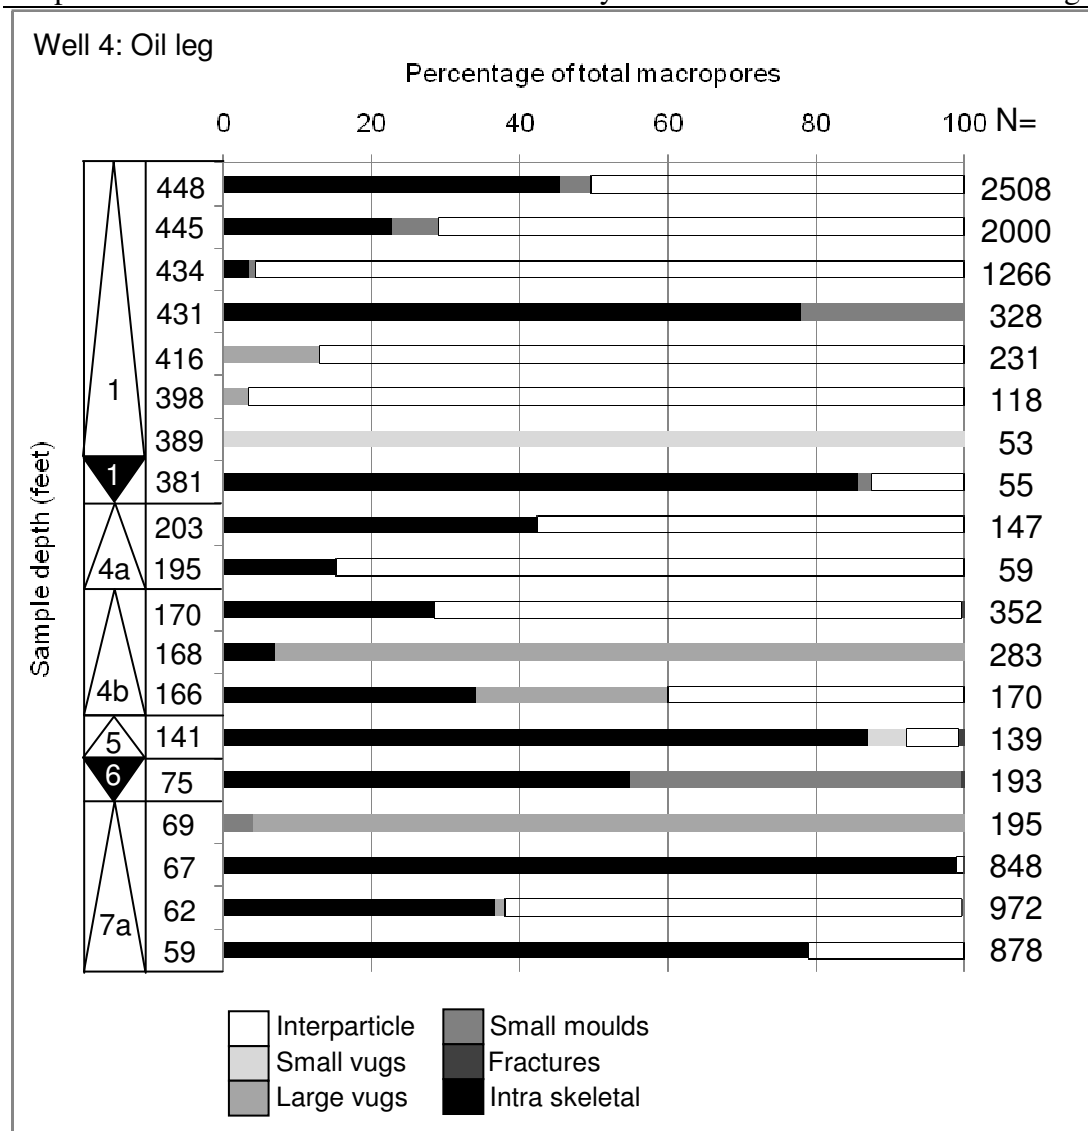 Well 4: Oil leg
Percentage of total macropores
0 20 40 60 80 100 N=
Sample depth (feet)
448 2508
445 2000
434 1266
431 328
416 231
1 398 118
389 53
1 381 55
203 147
4a 195 59
170 352
168 283
4b 166 170
5 141 139
6 75 193
69 195
67 848
7a 62 972
59 878
Interparticle Small moulds
Small vugs Fractures
Large vugs Intra skeletal